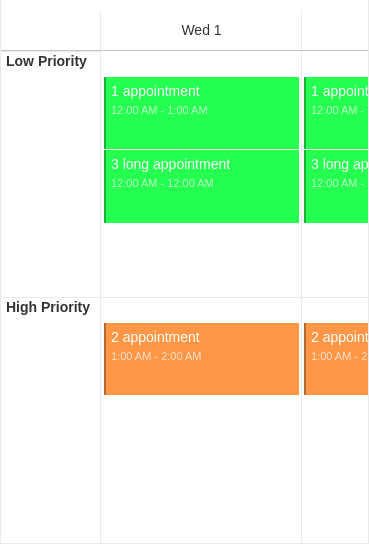 Wed 1
Low Priority
1 appointment
12:00 AM - 1:00 AM
3 long appointment
12:00 AM - 12:00 AM
1 appoint
12:00 AM -
3 long ap
12:00 AM -
High Priority
2 appointment
1:00 AM - 2:00 AM
2 appoint
1:00 AM - 2